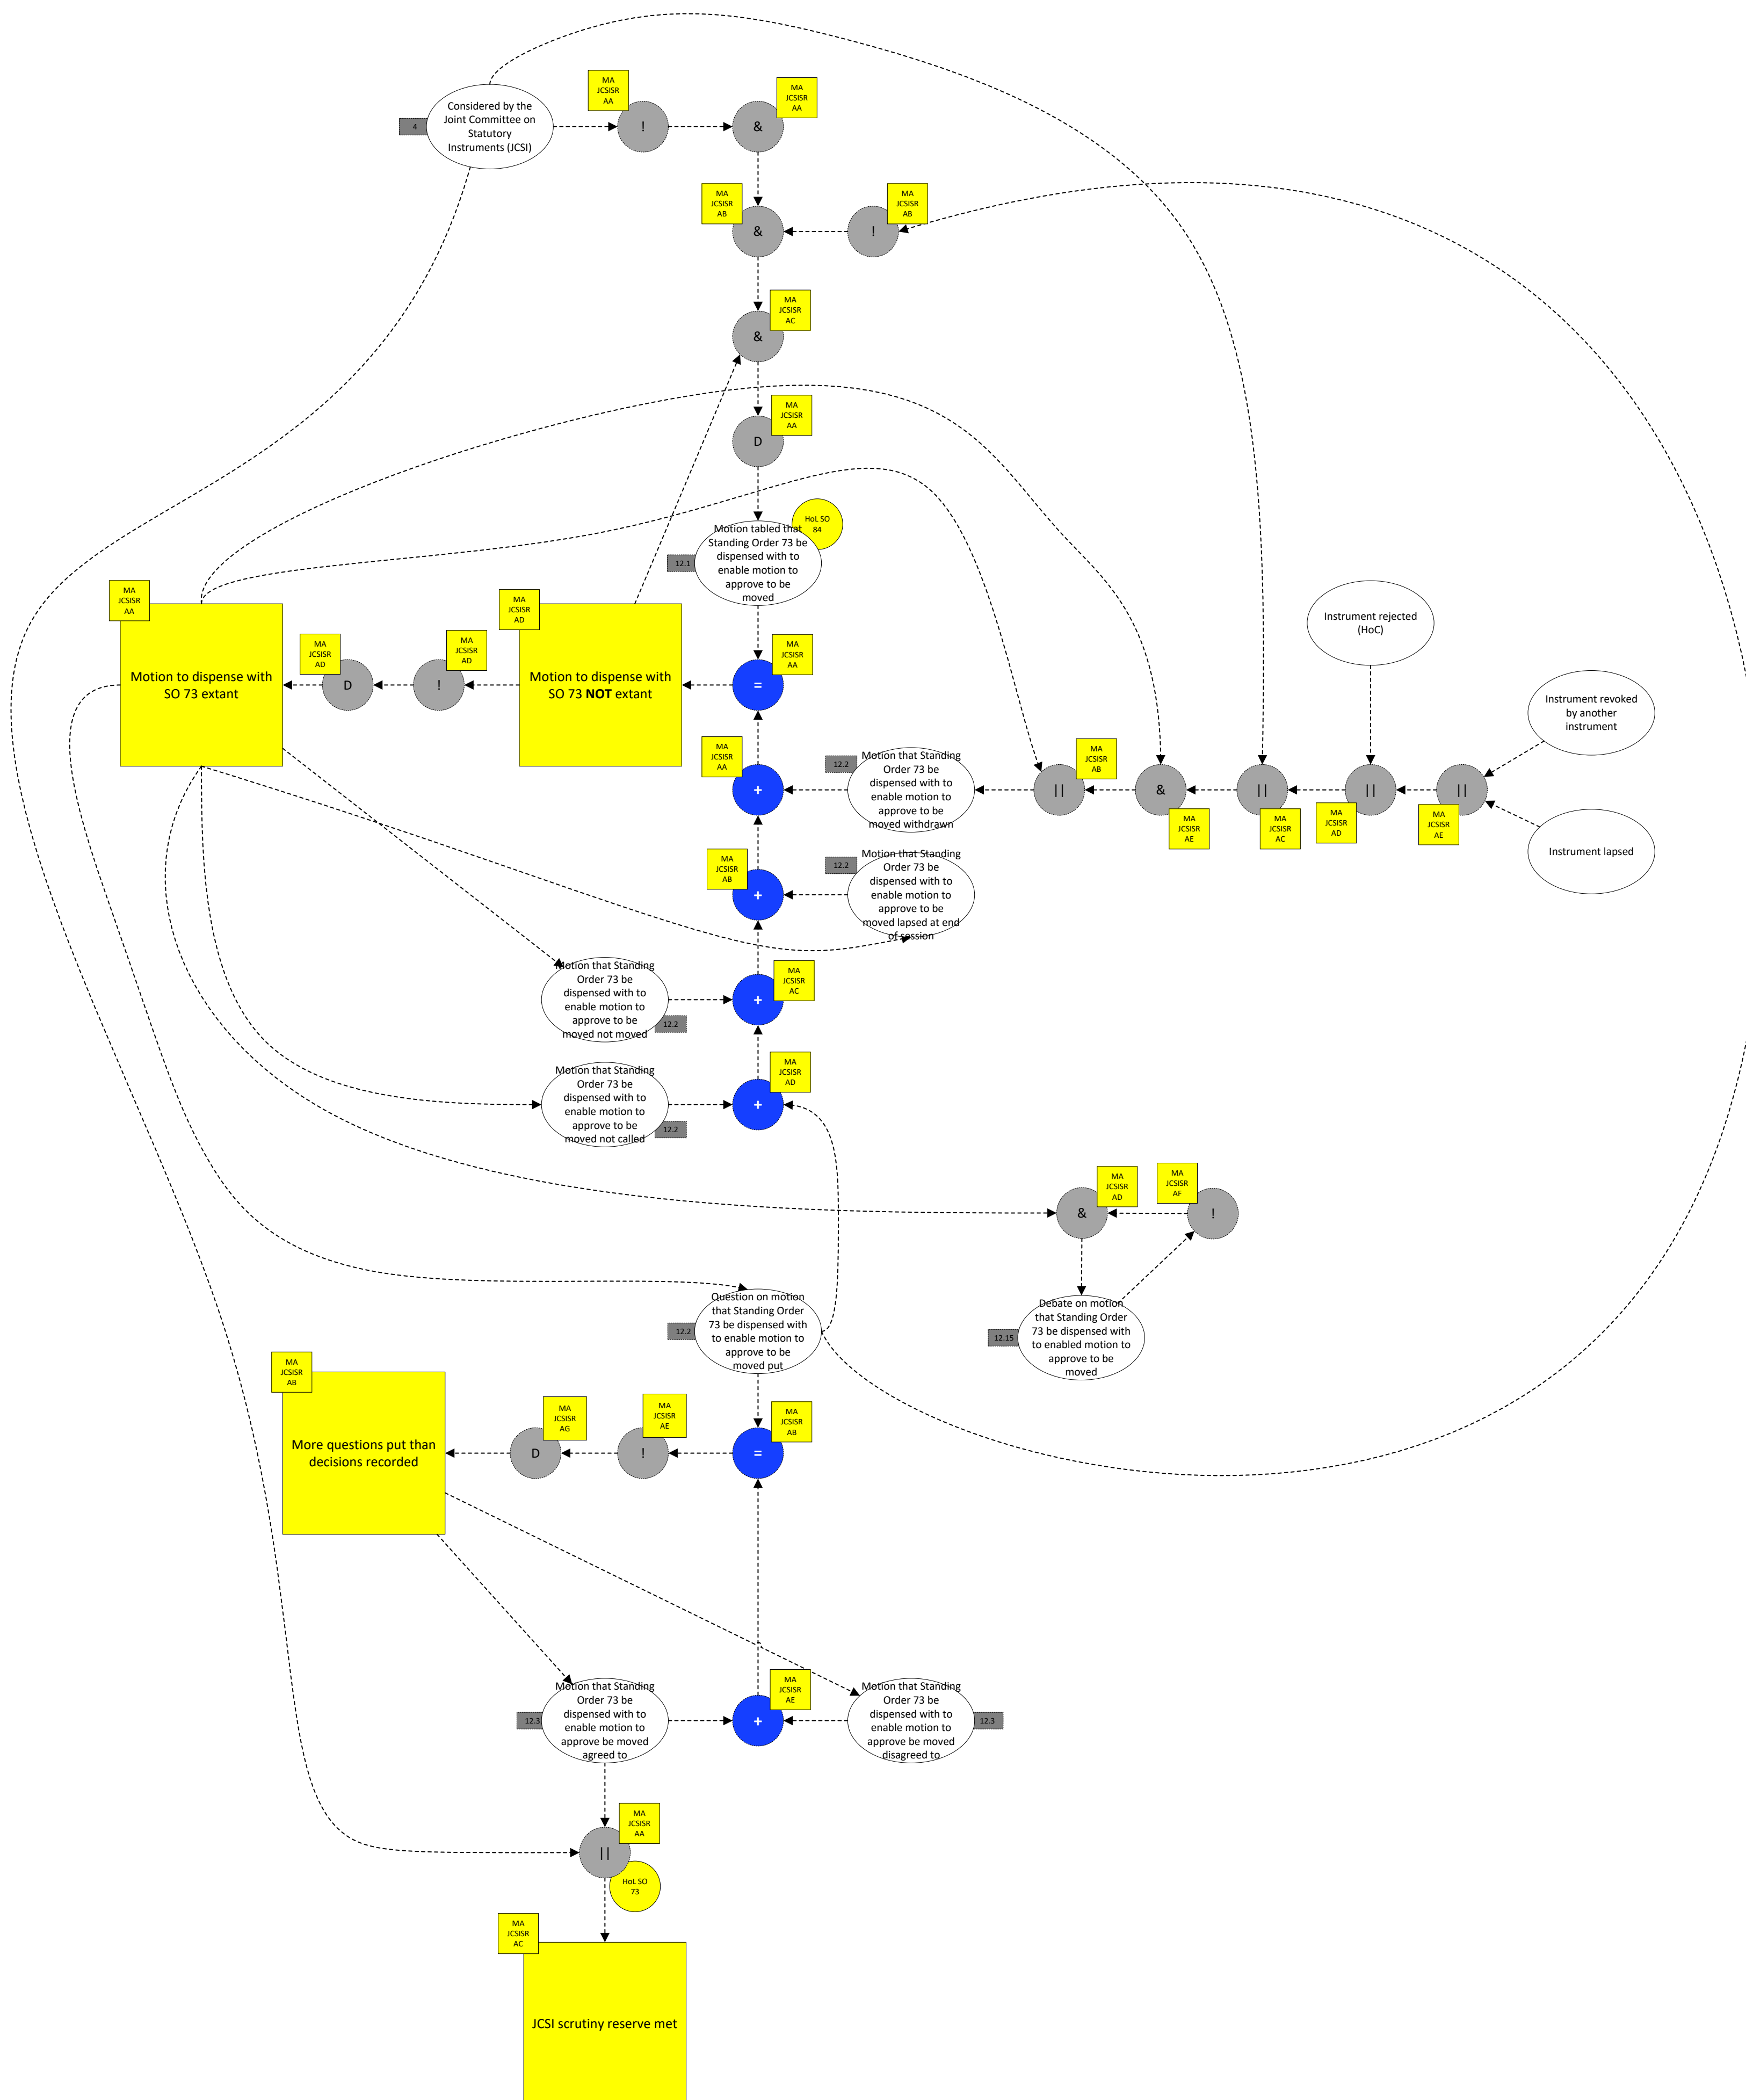 MA
JCSISR
AA
MA
JCSISR
AA
Considered by the
Joint Committee on
Statutory
Instruments (JCSI)
4
!
&
MA
JCSISR
AB
MA
JCSISR
AB
&
!
MA
JCSISR
AC
&
MA
JCSISR
AA
D
HoL SO
84
Motion tabled that
Standing Order 73 be
dispensed with to
enable motion to
approve to be
moved
12.1
MA
JCSISR
AA
Motion to dispense with
SO 73 extant
MA
JCSISR
AD
D
MA
JCSISR
AD
!
MA
JCSISR
AD
Motion to dispense with
SO 73 NOT extant
MA
JCSISR
AA
=
Instrument rejected
(HoC)
Instrument revoked
by another
instrument
MA
JCSISR
AA
+
12.2
Motion that Standing
Order 73 be
dispensed with to
enable motion to
approve to be
moved withdrawn
MA
JCSISR
AB
||
&
MA
JCSISR
AE
||
MA
JCSISR
AC
||
MA
JCSISR
AD
||
MA
JCSISR
AE
Instrument lapsed
MA
JCSISR
AB
+
12.2
Motion that Standing
Order 73 be
dispensed with to
enable motion to
approve to be
moved lapsed at end
of session
Motion that Standing
Order 73 be
dispensed with to
enable motion to
approve to be
moved not moved
12.2
MA
JCSISR
AC
+
Motion that Standing
Order 73 be
dispensed with to
enable motion to
approve to be
moved not called
12.2
MA
JCSISR
AD
+
MA
JCSISR
AD
&
MA
JCSISR
AF
!
Question on motion
that Standing Order
73 be dispensed with
to enable motion to
approve to be
moved put
12.2
Debate on motion
that Standing Order
73 be dispensed with
to enabled motion to
approve to be
moved
12.15
MA
JCSISR
AB
More questions put than
decisions recorded
MA
JCSISR
AG
D
MA
JCSISR
AE
!
MA
JCSISR
AB
=
Motion that Standing
Order 73 be
dispensed with to
enable motion to
approve be moved
agreed to
12.3
MA
JCSISR
AE
+
Motion that Standing
Order 73 be
dispensed with to
enable motion to
approve be moved
disagreed to
12.3
MA
JCSISR
AA
||
HoL SO
73
MA
JCSISR
AC
JCSI scrutiny reserve met